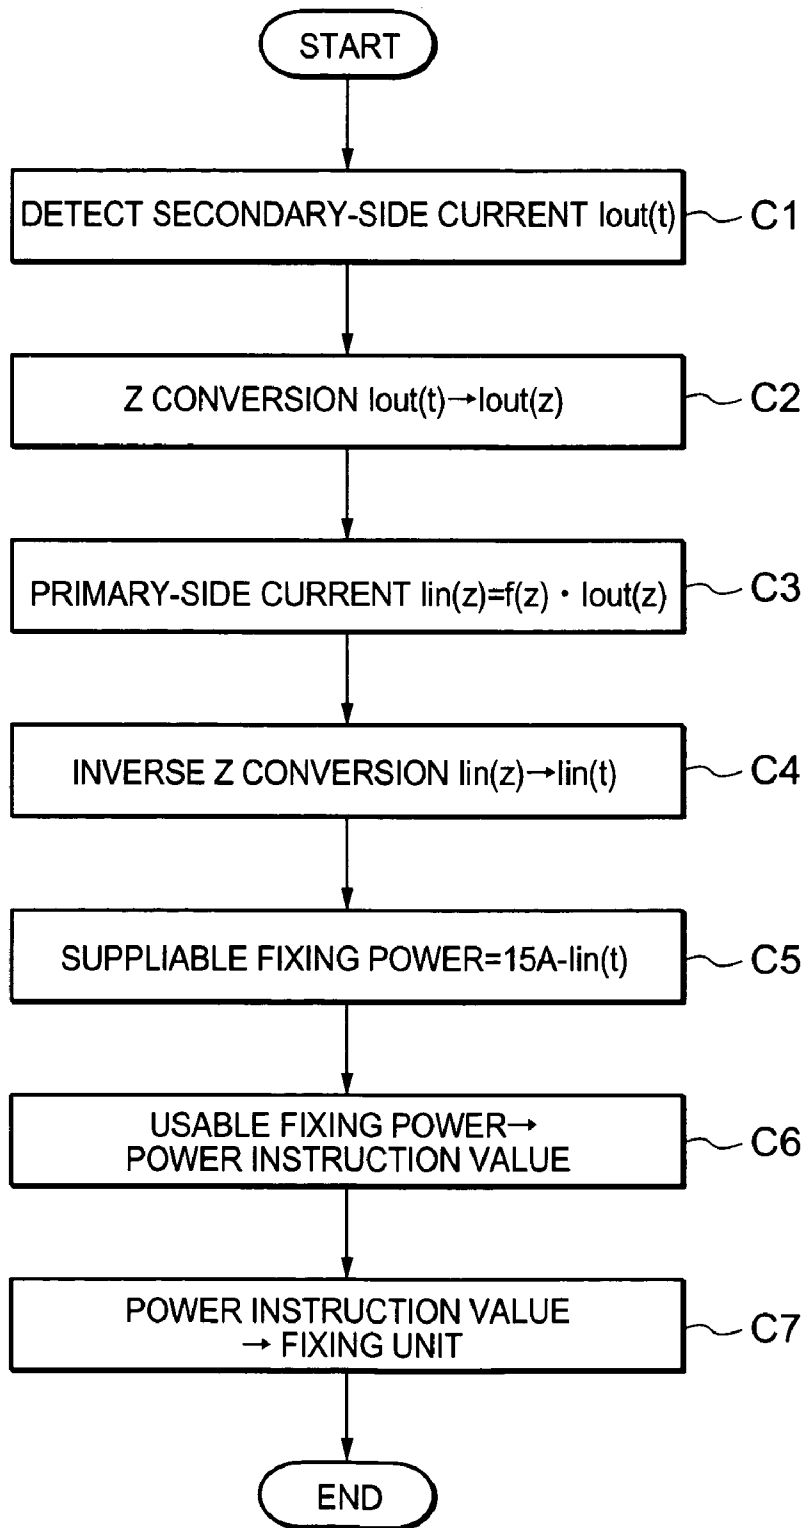 START
DETECT SECONDARY-SIDE CURRENT Iout(t)
C1
Z CONVERSION Iout(t)→Iout(z)
C2
PRIMARY-SIDE CURRENT Iin(z)=f(z)・Iout(z)
C3
INVERSE Z CONVERSION Iin(z)→Iin(t)
C4
SUPPLIABLE FIXING POWER=15A-Iin(t)
C5
USABLE FIXING POWER→
POWER INSTRUCTION VALUE
C6
POWER INSTRUCTION VALUE
→ FIXING UNIT
C7
END